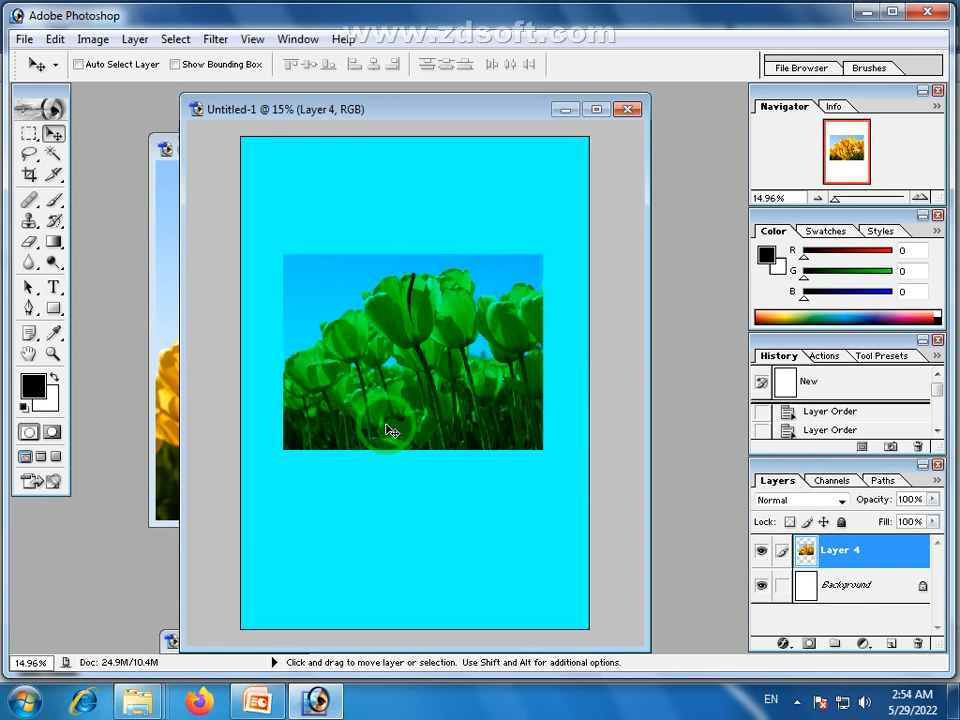 Adobe Photoshop
www.zdsoft.com
File Edit Image Layer Select Filter View Window Help
Auto Select Layer Show Bounding Box File Browser Brushes
Untitled-1 @ 15% (Layer 4, RGB)
Navigator Info
14.96%
Color Swatches Styles
R 0
G 0
B 0
History Actions Tool Presets
New
Layer Order
Layer Order
Layers Channels Paths
Normal Opacity: 100%
Lock: Fill: 100%
Layer 4
Background
14.96% Doc: 24.9M/10.4M Click and drag to move layer or selection. Use Shift and Alt for additional options.
EN 2:54 AM
5/29/2022